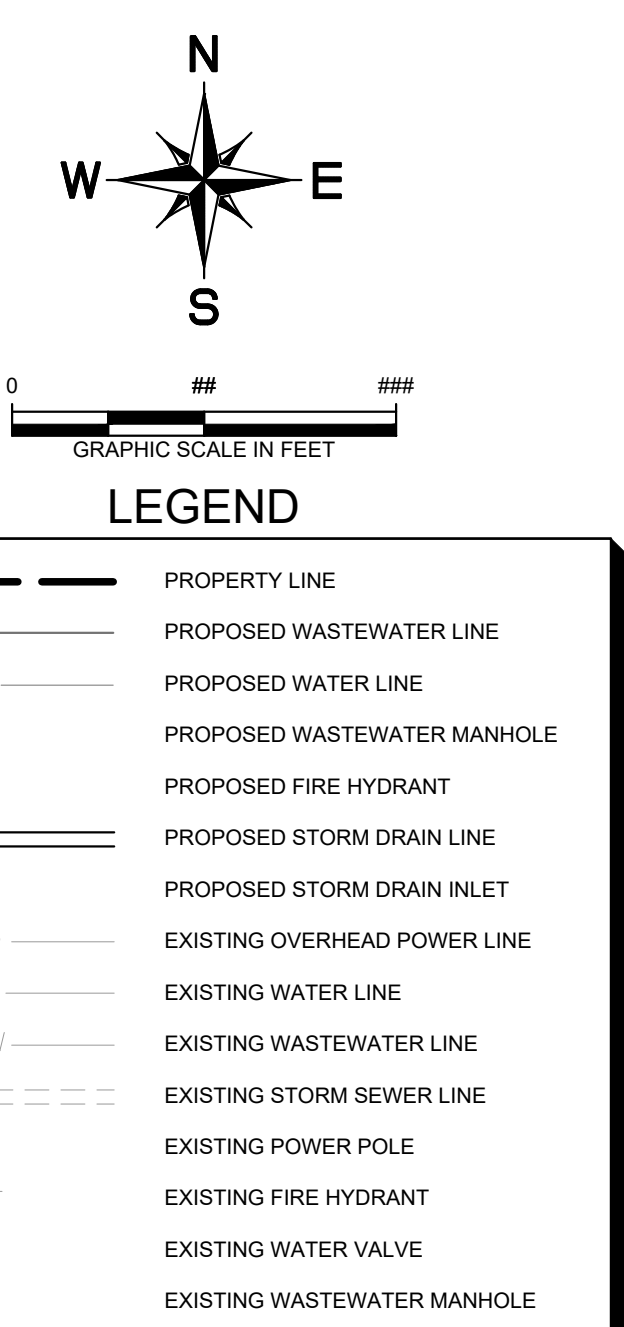 N
W E
S
0 ## ###
GRAPHIC SCALE IN FEET
LEGEND
PROPERTY LINE
PROPOSED WASTEWATER LINE
PROPOSED WATER LINE
PROPOSED WASTEWATER MANHOLE
PROPOSED FIRE HYDRANT
PROPOSED STORM DRAIN LINE
PROPOSED STORM DRAIN INLET
EXISTING OVERHEAD POWER LINE
EXISTING WATER LINE
EXISTING WASTEWATER LINE
EXISTING STORM SEWER LINE
EXISTING POWER POLE
EXISTING FIRE HYDRANT
EXISTING WATER VALVE
EXISTING WASTEWATER MANHOLE